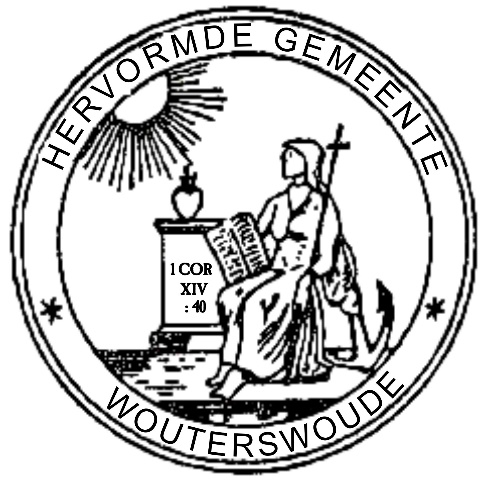 HERVORMDE GEMEENTE
1 COR
XIV
: 40
WOUTERSWOUDE